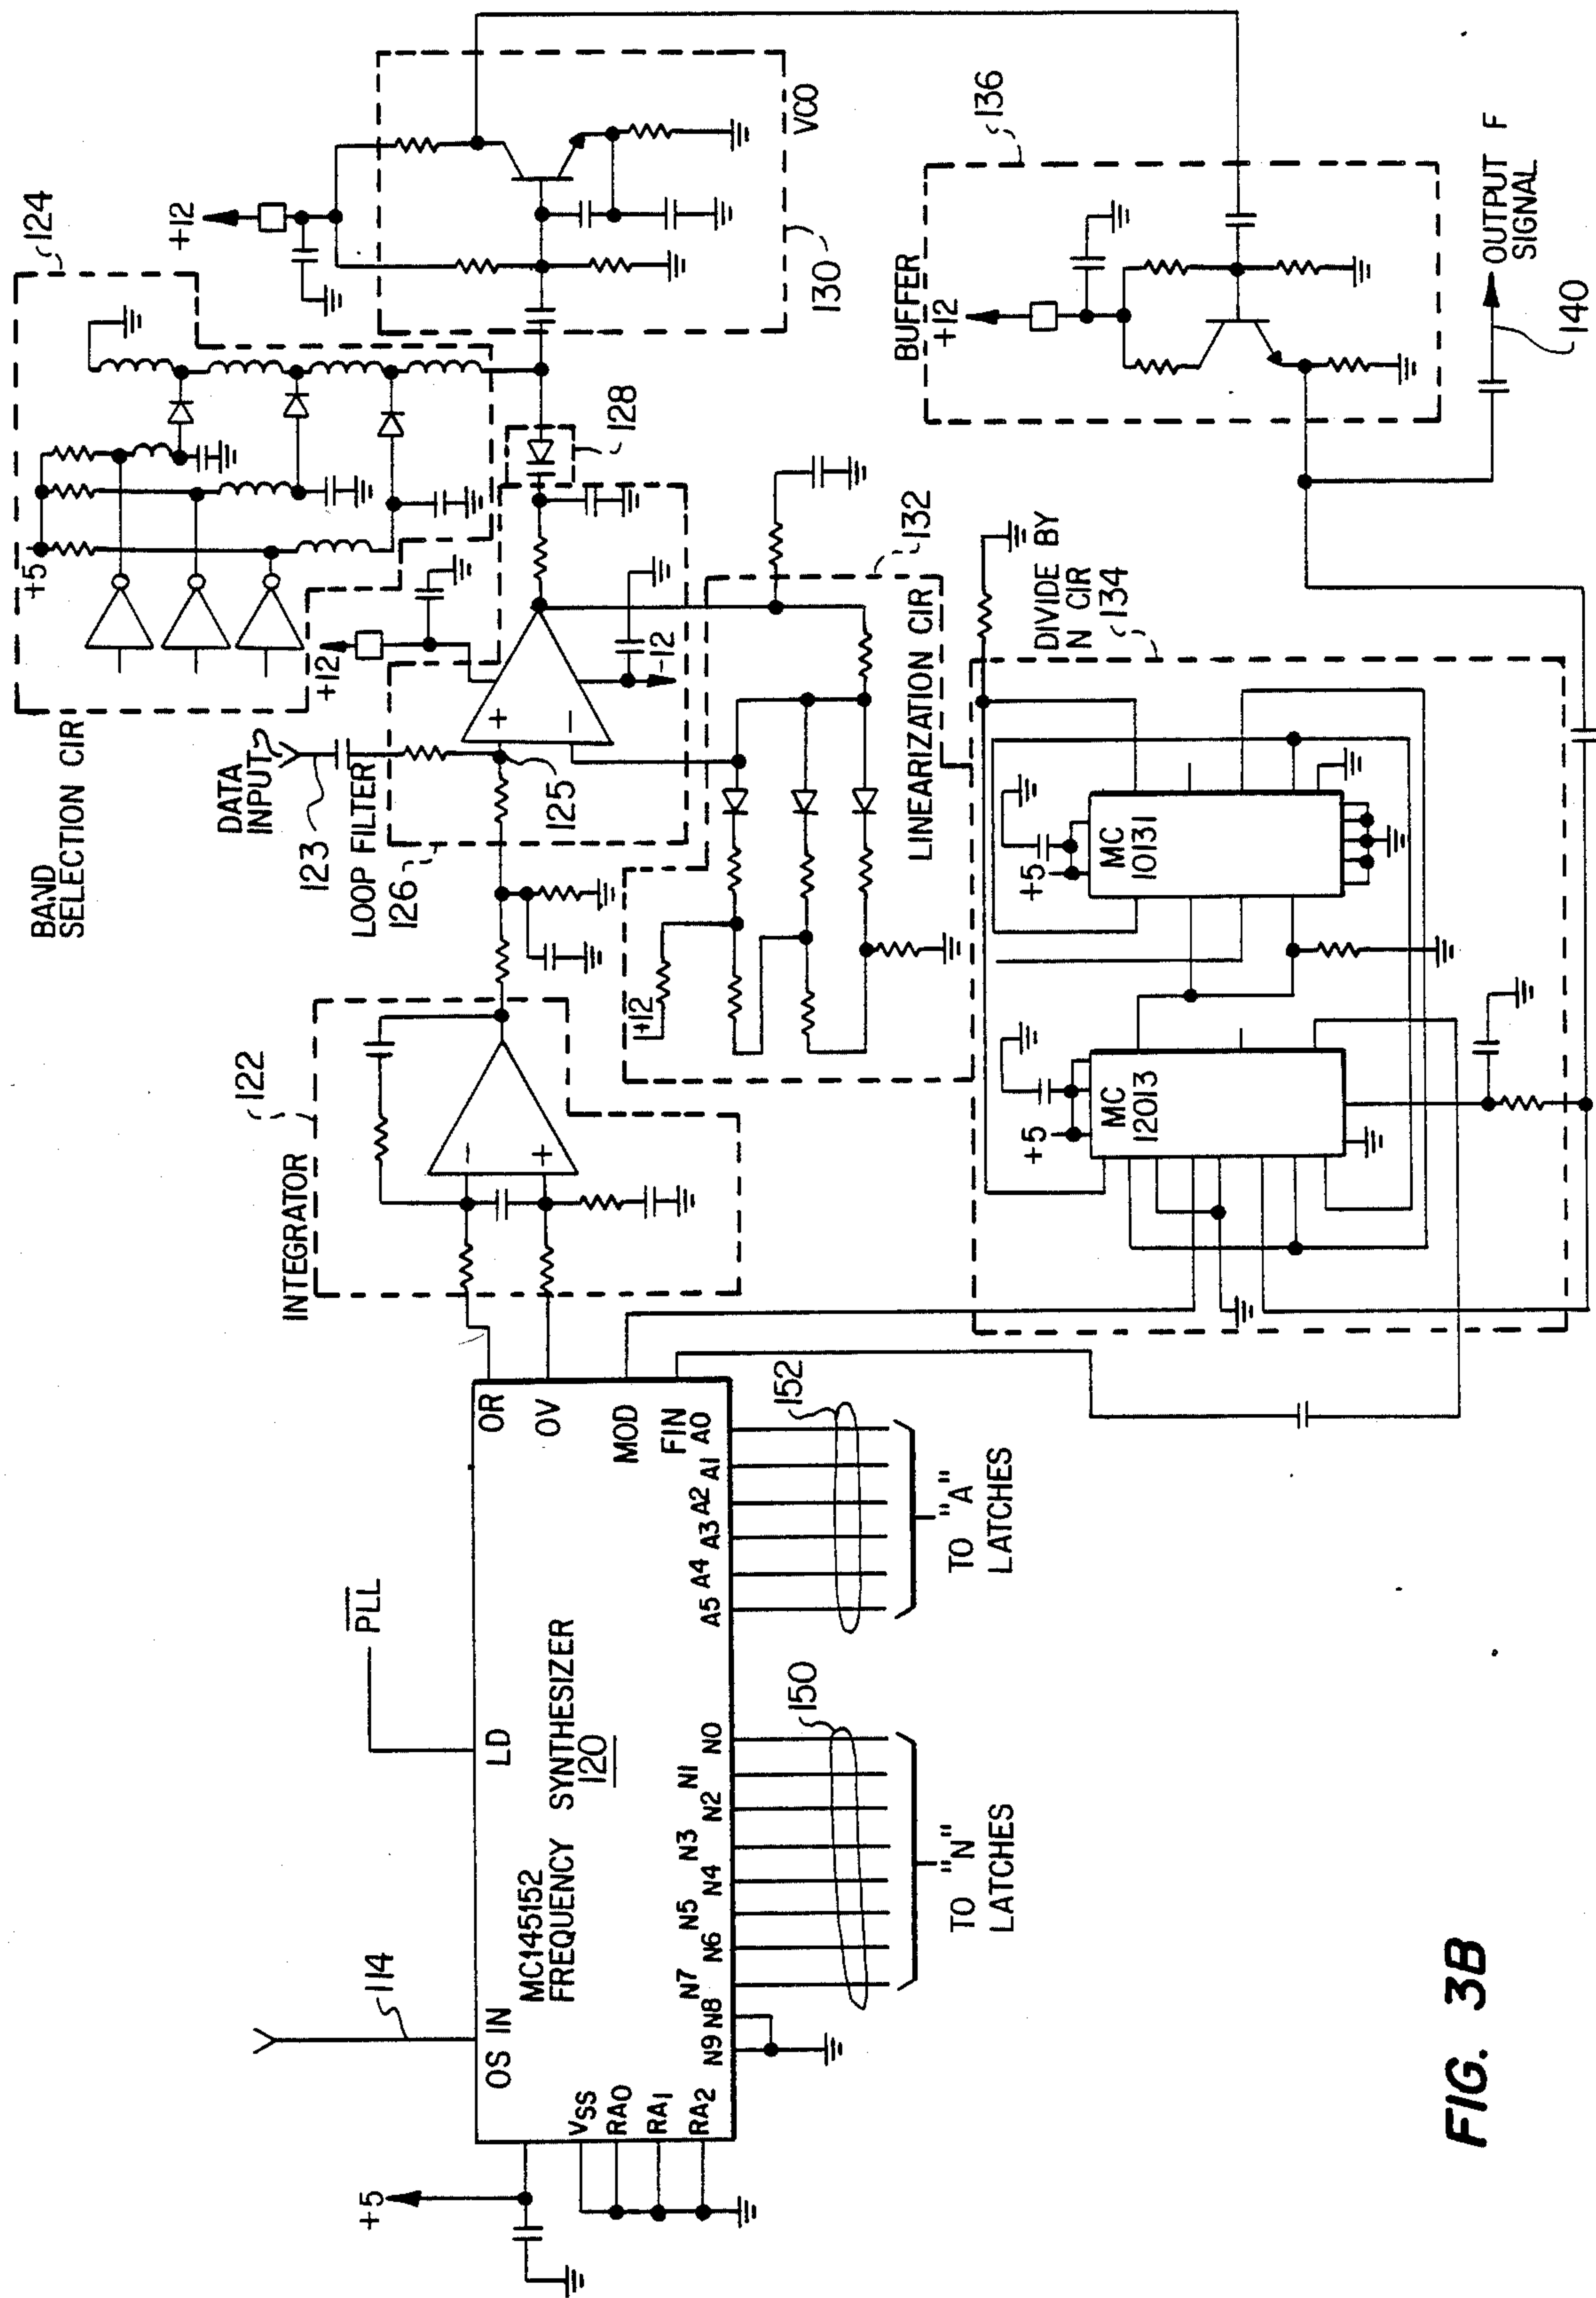 BAND
SELECTION CIR
124
+5
+12
+12
DATA
INPUT
123
LOOP FILTER
126
125
+
–
-12
128
130
VCO
INTEGRATOR
122
–
+
+12
LINEARIZATION CIR
132
BUFFER
+12
136
OUTPUT F
SIGNAL
140
DIVIDE BY
N CIR
134
+5
MC
10131
+5
MC
12013
114
PLL
+5
OS IN
LD
OR
OV
MOD
FIN
MC145152
FREQUENCY SYNTHESIZER
120
VSS
RA0
RA1
RA2
N9 N8 N7 N6 N5 N4 N3 N2 N1 N0
A5 A4 A3 A2 A1 A0
150
152
"N"
TO
LATCHES
"A"
TO
LATCHES
FIG. 3B